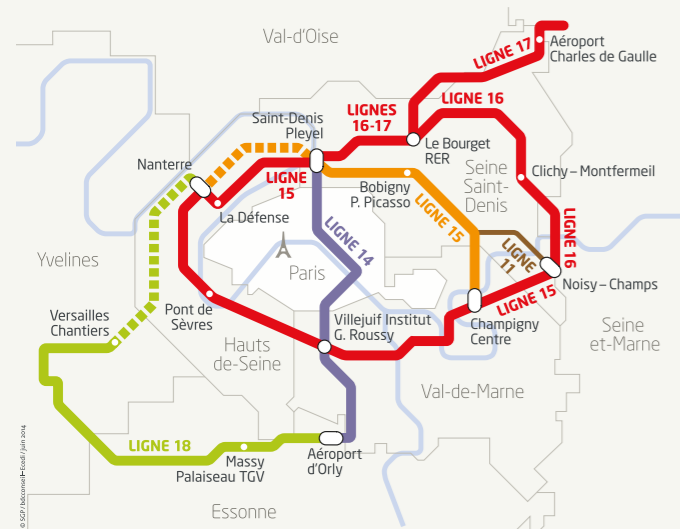 Val-d'Oise
LIGNE 17
Aéroport
Charles de Gaulle
LIGNES
16-17
LIGNE 16
Saint-Denis
Pleyel
Le Bourget
RER
Nanterre
LIGNE
15
Bobigny
P. Picasso
Seine
Saint-
Denis
Clichy – Montfermeil
La Défense
LIGNE 14
LIGNE 15
LIGNE
11
LIGNE 16
Yvelines
Paris
Noisy – Champs
Pont de
Sèvres
LIGNE 15
Versailles
Chantiers
Villejuif Institut
G. Roussy
Champigny
Centre
Seine
et-Marne
Hauts
de-Seine
Val-de-Marne
LIGNE 18
Massy
Palaiseau TGV
Aéroport
d'Orly
Essonne
© SGP / bdcconseil – Ecedi / juin 2014